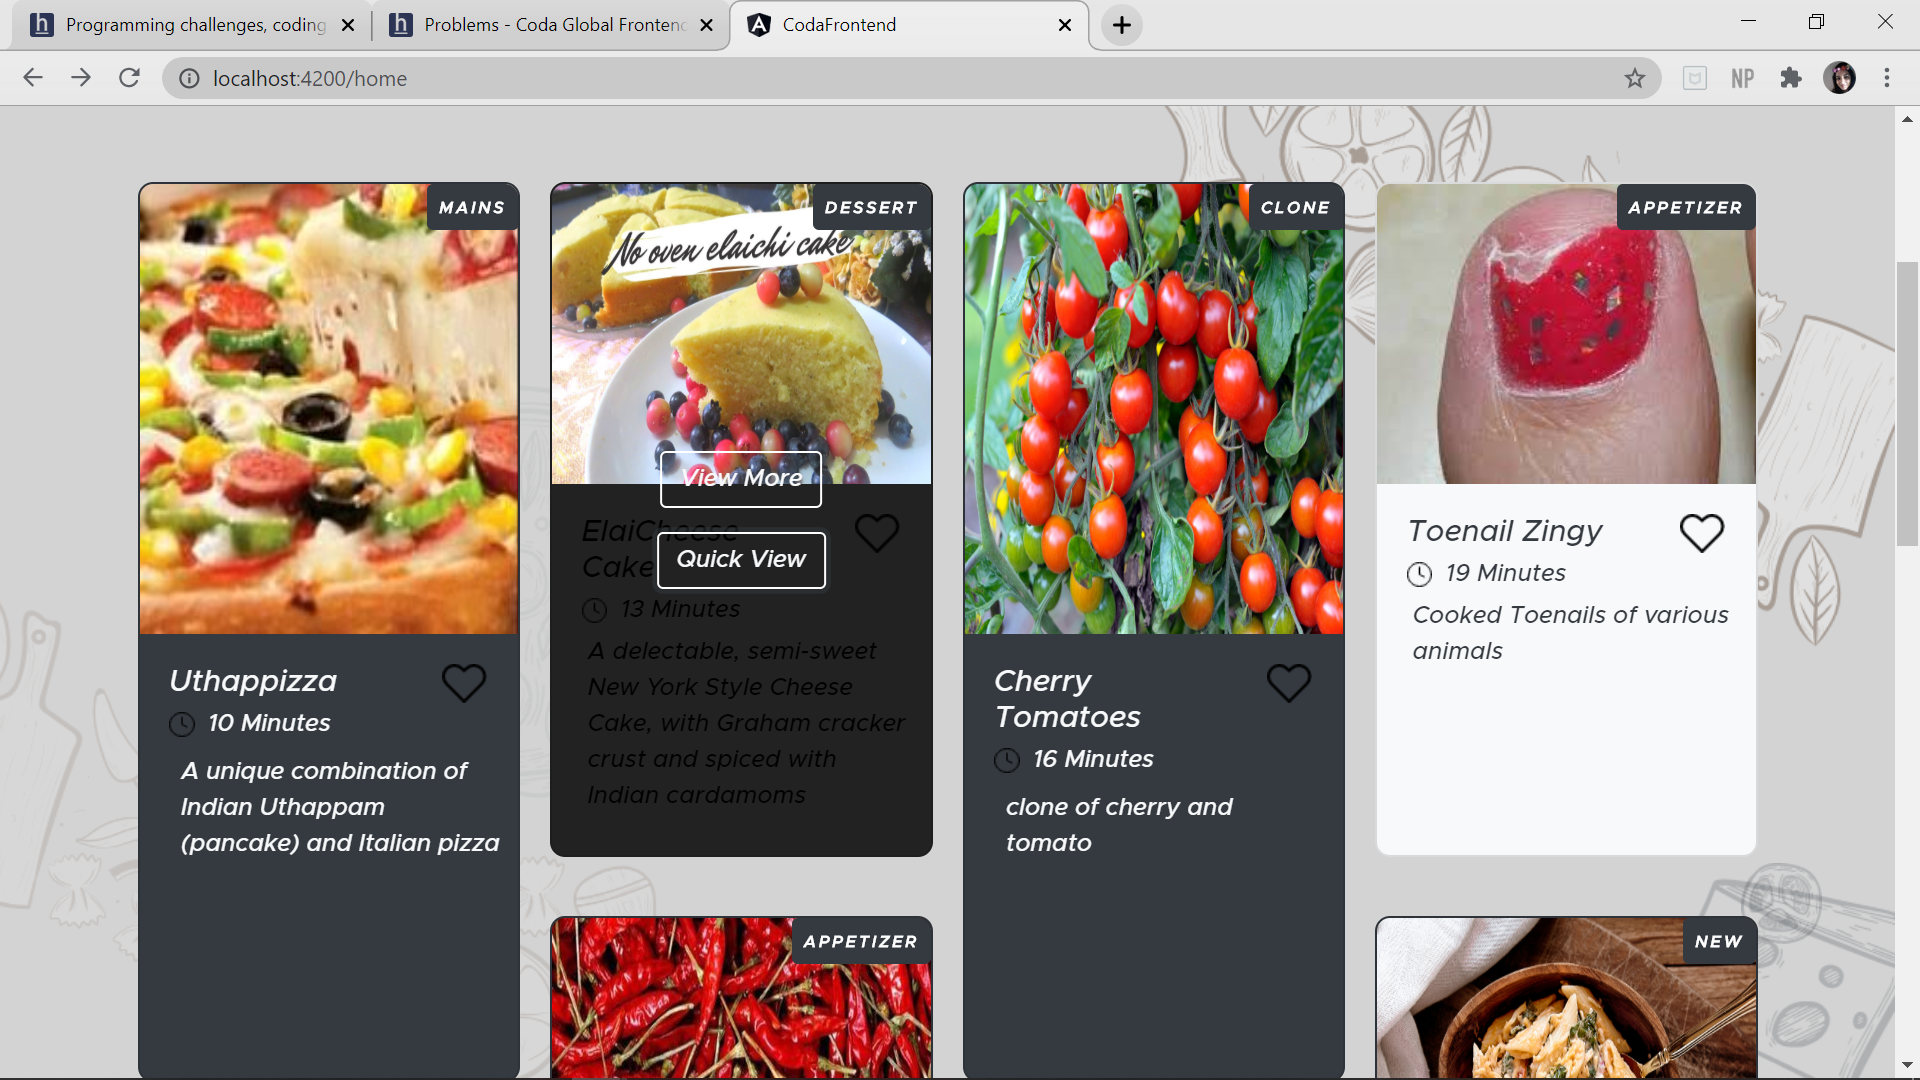 Programming challenges, coding
Problems - Coda Global Frontend
CodaFrontend
localhost:4200/home
NP
MAINS
Uthappizza
10 Minutes
A unique combination of
Indian Uthappam
(pancake) and Italian pizza
DESSERT
No oven elaichi cake
View More
ElaiCheese
Cake
Quick View
13 Minutes
A delectable, semi-sweet
New York Style Cheese
Cake, with Graham cracker
crust and spiced with
Indian cardamoms
CLONE
Cherry
Tomatoes
16 Minutes
clone of cherry and
tomato
APPETIZER
Toenail Zingy
19 Minutes
Cooked Toenails of various
animals
APPETIZER
NEW